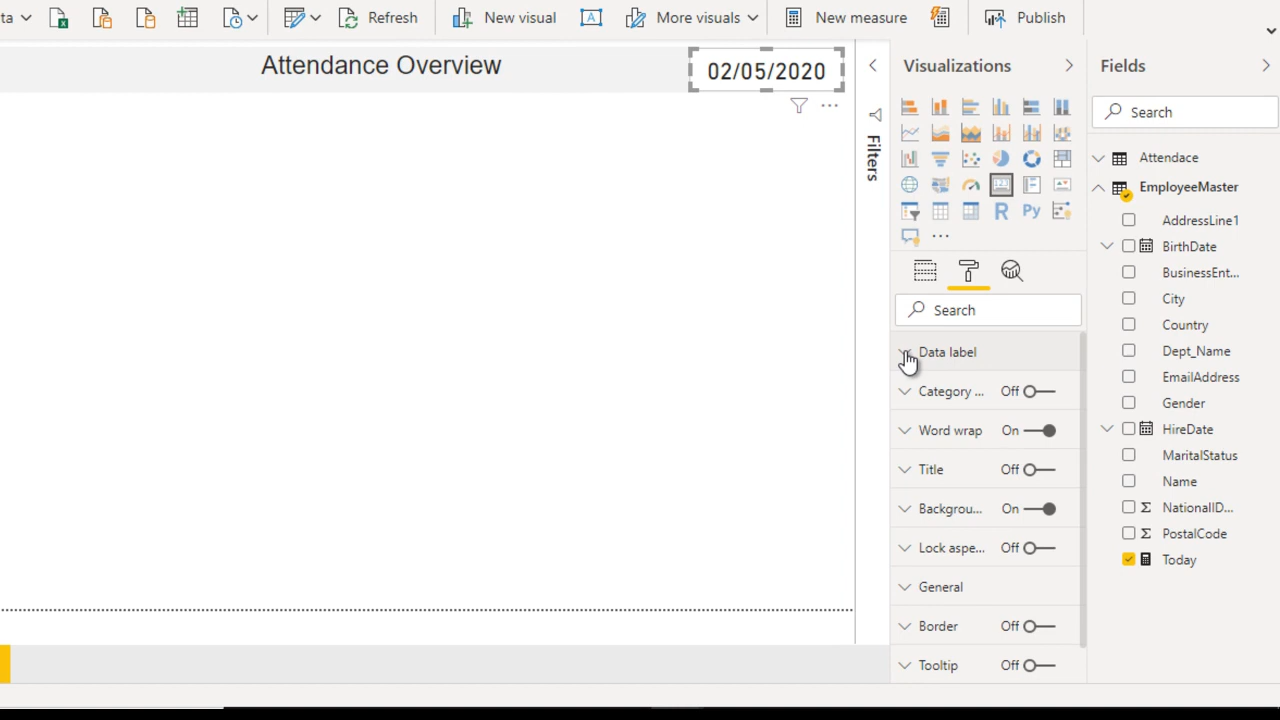 ta
Refresh
New visual
More visuals
New measure
Publish
Attendance Overview
02/05/2020
Filters
Visualizations
123
R
Py
Search
Data label
Category ...
Off
Word wrap
On
Title
Off
Backgrou...
On
Lock aspe...
Off
General
Border
Off
Tooltip
Off
Fields
Search
Attendace
EmployeeMaster
AddressLine1
BirthDate
BusinessEnt...
City
Country
Dept_Name
EmailAddress
Gender
HireDate
MaritalStatus
Name
Σ NationalID...
Σ PostalCode
Today